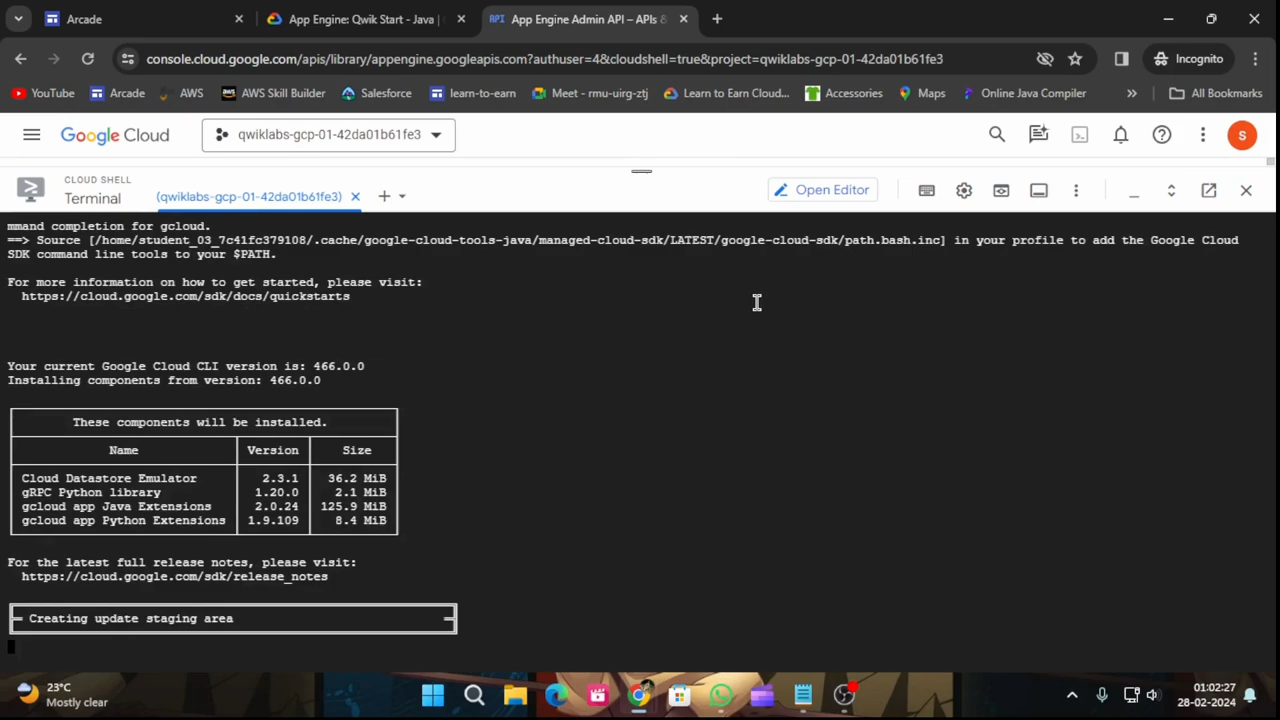 Arcade
App Engine: Qwik Start - Java |
API App Engine Admin API – APIs &
console.cloud.google.com/apis/library/appengine.googleapis.com?authuser=4&cloudshell=true&project=qwiklabs-gcp-01-42da01b61fe3
Incognito
YouTube Arcade AWS AWS Skill Builder Salesforce learn-to-earn Meet - rmu-uirg-ztj Learn to Earn Cloud... Accessories Maps Online Java Compiler » All Bookmarks
Google Cloud
qwiklabs-gcp-01-42da01b61fe3
S
CLOUD SHELL
Terminal
(qwiklabs-gcp-01-42da01b61fe3)
Open Editor
mmand completion for gcloud.
==> Source [/home/student_03_7c41fc379108/.cache/google-cloud-tools-java/managed-cloud-sdk/LATEST/google-cloud-sdk/path.bash.inc] in your profile to add the Google Cloud
SDK command line tools to your $PATH.
For more information on how to get started, please visit:
https://cloud.google.com/sdk/docs/quickstarts
Your current Google Cloud CLI version is: 466.0.0
Installing components from version: 466.0.0
These components will be installed.
Name Version Size
Cloud Datastore Emulator 2.3.1 36.2 MiB
gRPC Python library 1.20.0 2.1 MiB
gcloud app Java Extensions 2.0.24 125.9 MiB
gcloud app Python Extensions 1.9.109 8.4 MiB
For the latest full release notes, please visit:
https://cloud.google.com/sdk/release_notes
Creating update staging area
23°C
Mostly clear
01:02:27
28-02-2024